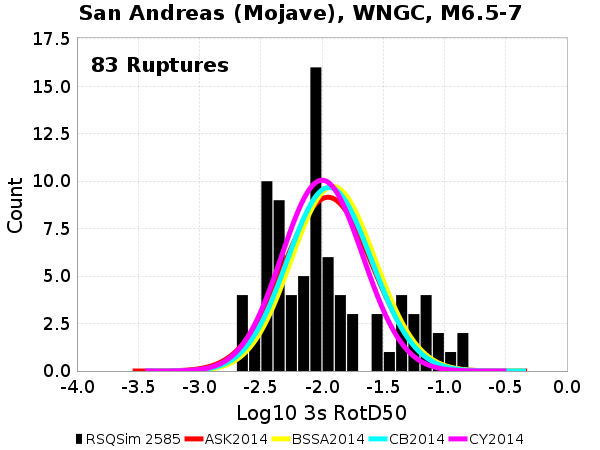 San Andreas (Mojave), WNGC, M6.5-7
83 Ruptures
17.5
15.0
12.5
10.0
7.5
5.0
2.5
0.0
Count
-4.0 -3.5 -3.0 -2.5 -2.0 -1.5 -1.0 -0.5 0.0
Log10 3s RotD50
RSQSim 2585 ASK2014 BSSA2014 CB2014 CY2014